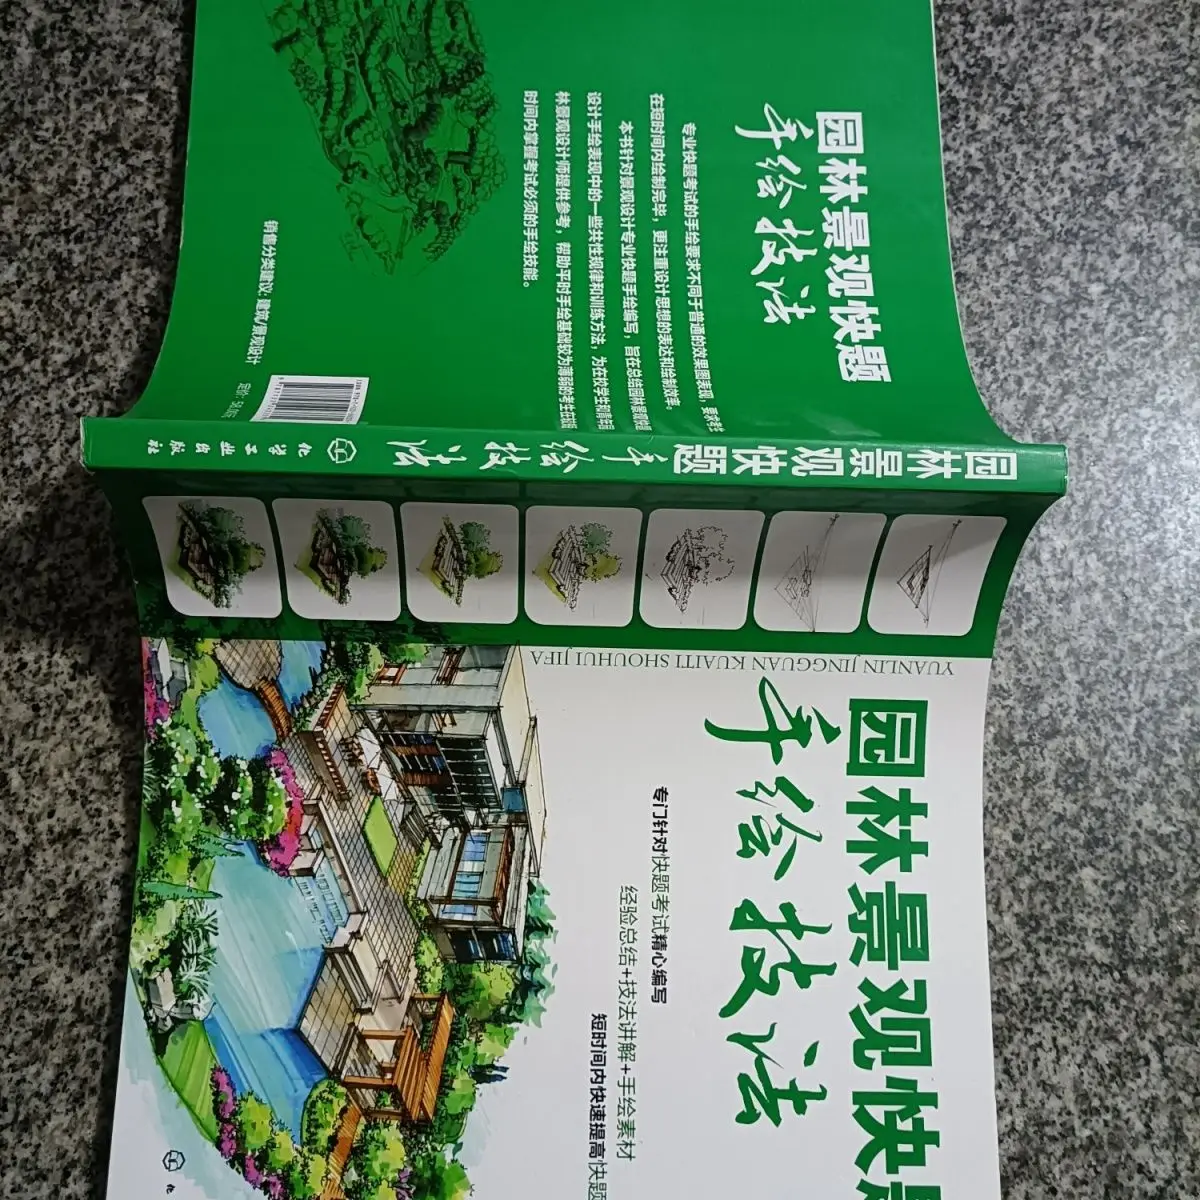 园林景观快题
手绘技法
专业快题考试的手绘要求不同于普通的效果图表现，要求考生
在短时间内绘制完毕，更注重设计思想的表达和绘制效率。
本书针对景观设计专业快题手绘编写，旨在总结园林景观快题
设计手绘表现中的一些共性规律和训练方法，为在校学生和青年园
林景观设计师提供参考，帮助平时手绘基础较为薄弱的考生在较短
时间内掌握考试必须的手绘技能。
销售分类建议：建筑/景观设计
园林景观快题 手绘技法 化学工业出版社
YUANLIN JINGGUAN KUAITI SHOUHUI JIFA
园林景观快题
手绘技法
专门针对快题考试精心编写
经验总结+技法讲解+手绘素材
短时间内快速提高快题
化